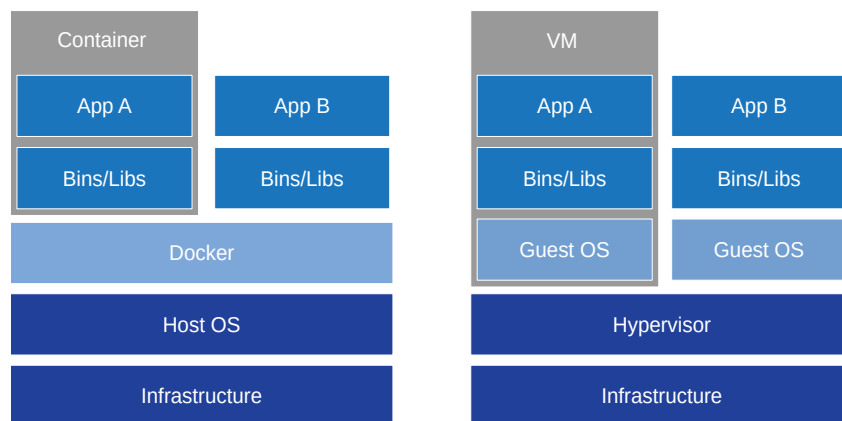 Container
App A
App B
Bins/Libs
Bins/Libs
Docker
Host OS
Infrastructure
VM
App A
App B
Bins/Libs
Bins/Libs
Guest OS
Guest OS
Hypervisor
Infrastructure